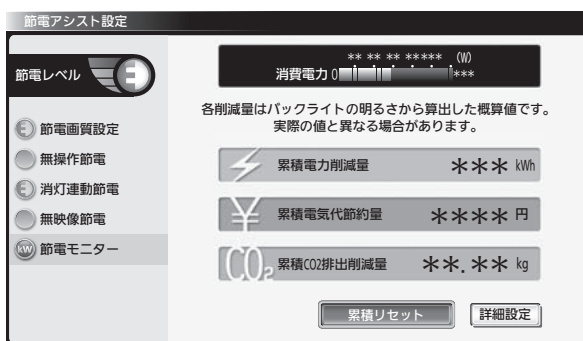 節電アシスト設定
節電レベル
節電画質設定
無操作節電
消灯連動節電
無映像節電
kW 節電モニター
** ** ** ***** (W)
消費電力 0 ***
各削減量はバックライトの明るさから算出した概算値です。
実際の値と異なる場合があります。
累積電力削減量 *** kWh
¥ 累積電気代節約量 **** 円
CO2 累積CO2排出削減量 **.** kg
累積リセット 詳細設定